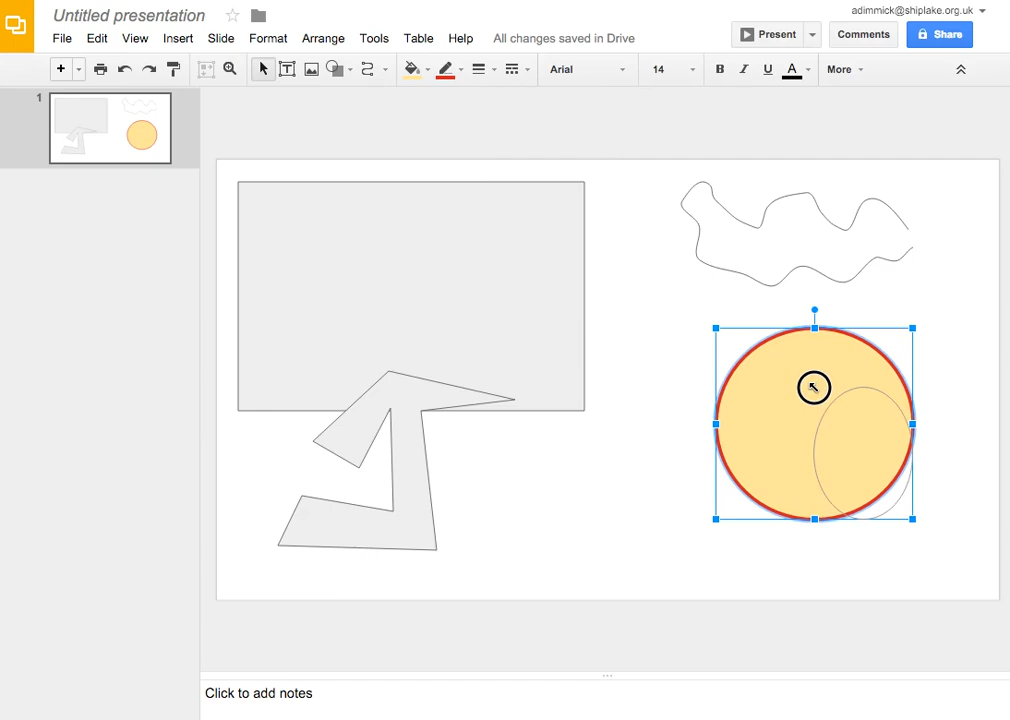 Untitled presentation
adimmick@shiplake.org.uk
File Edit View Insert Slide Format Arrange Tools Table Help All changes saved in Drive
Present Comments Share
Arial 14 B I U A More
1
Click to add notes